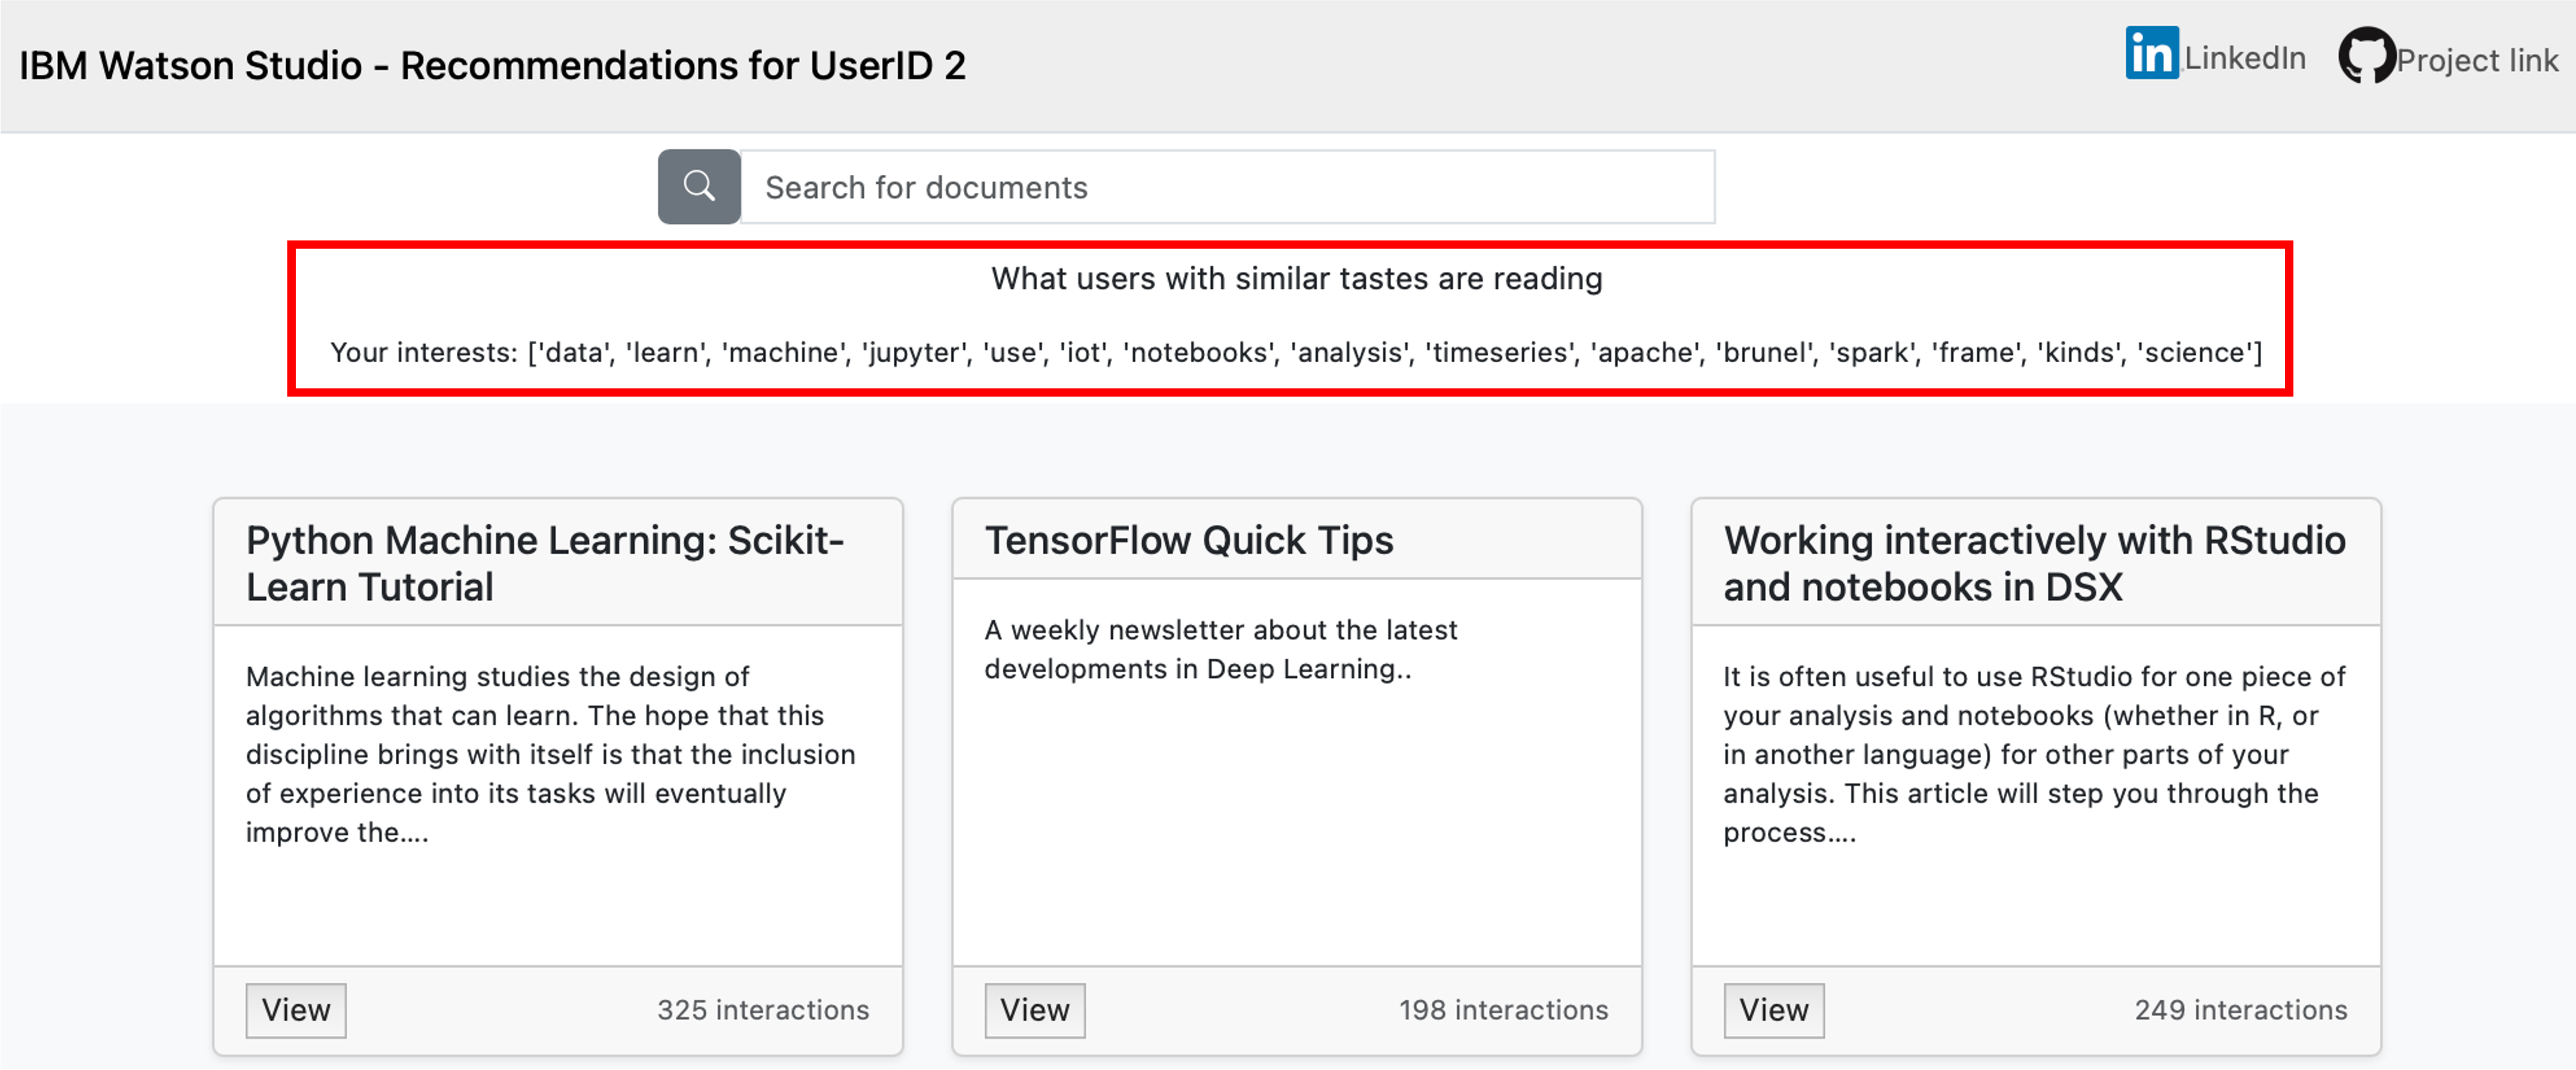 IBM Watson Studio - Recommendations for UserID 2
in LinkedIn
Project link
Search for documents
What users with similar tastes are reading
Your interests: ['data', 'learn', 'machine', 'jupyter', 'use', 'iot', 'notebooks', 'analysis', 'timeseries', 'apache', 'brunel', 'spark', 'frame', 'kinds', 'science']
Python Machine Learning: Scikit-
Learn Tutorial
Machine learning studies the design of
algorithms that can learn. The hope that this
discipline brings with itself is that the inclusion
of experience into its tasks will eventually
improve the....
View
325 interactions
TensorFlow Quick Tips
A weekly newsletter about the latest
developments in Deep Learning..
View
198 interactions
Working interactively with RStudio
and notebooks in DSX
It is often useful to use RStudio for one piece of
your analysis and notebooks (whether in R, or
in another language) for other parts of your
analysis. This article will step you through the
process....
View
249 interactions